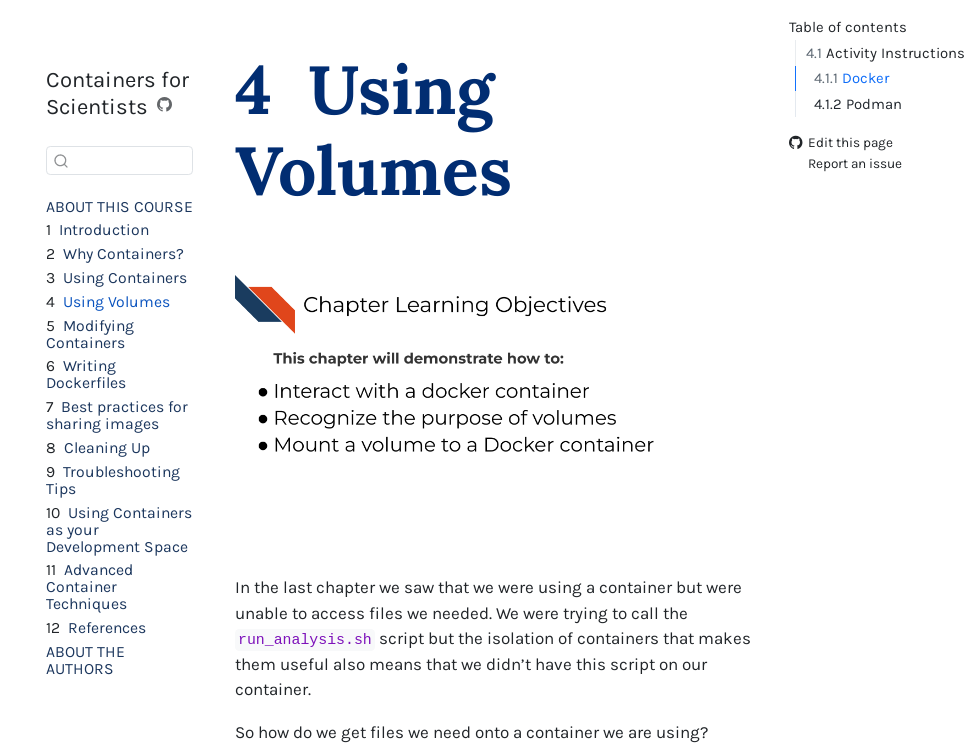 Containers for
Scientists
ABOUT THIS COURSE
1 Introduction
2 Why Containers?
3 Using Containers
4 Using Volumes
5 Modifying
Containers
6 Writing
Dockerfiles
7 Best practices for
sharing images
8 Cleaning Up
9 Troubleshooting
Tips
10 Using Containers
as your
Development Space
11 Advanced
Container
Techniques
12 References
ABOUT THE
AUTHORS
4 Using
Volumes
Chapter Learning Objectives
This chapter will demonstrate how to:
● Interact with a docker container
● Recognize the purpose of volumes
● Mount a volume to a Docker container
In the last chapter we saw that we were using a container but were
unable to access files we needed. We were trying to call the
run_analysis.sh script but the isolation of containers that makes
them useful also means that we didn’t have this script on our
container.
So how do we get files we need onto a container we are using?
Table of contents
4.1 Activity Instructions
4.1.1 Docker
4.1.2 Podman
Edit this page
Report an issue